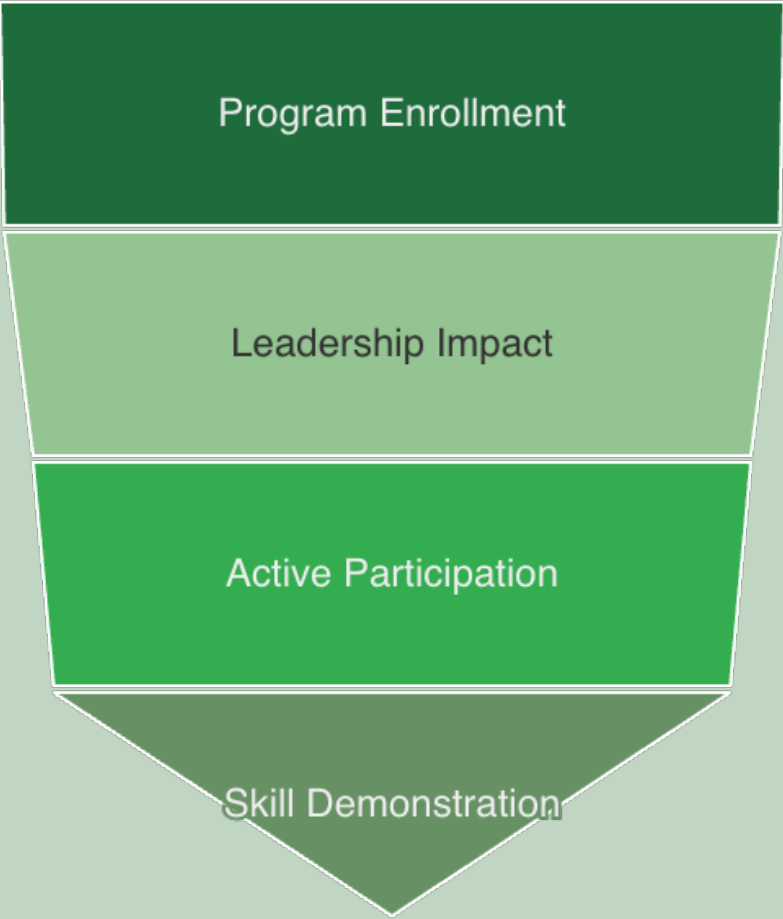 Program Enrollment
Leadership Impact
Active Participation
Skill Demonstration